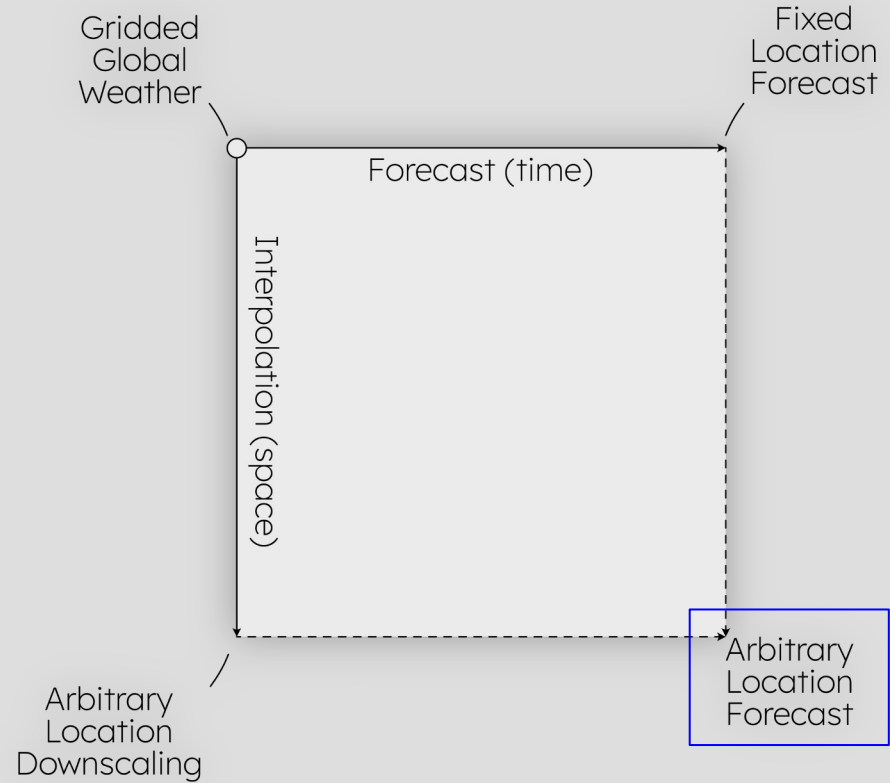 Gridded
Global
Weather
Fixed
Location
Forecast
Forecast (time)
Interpolation (space)
Arbitrary
Location
Forecast
Arbitrary
Location
Downscaling